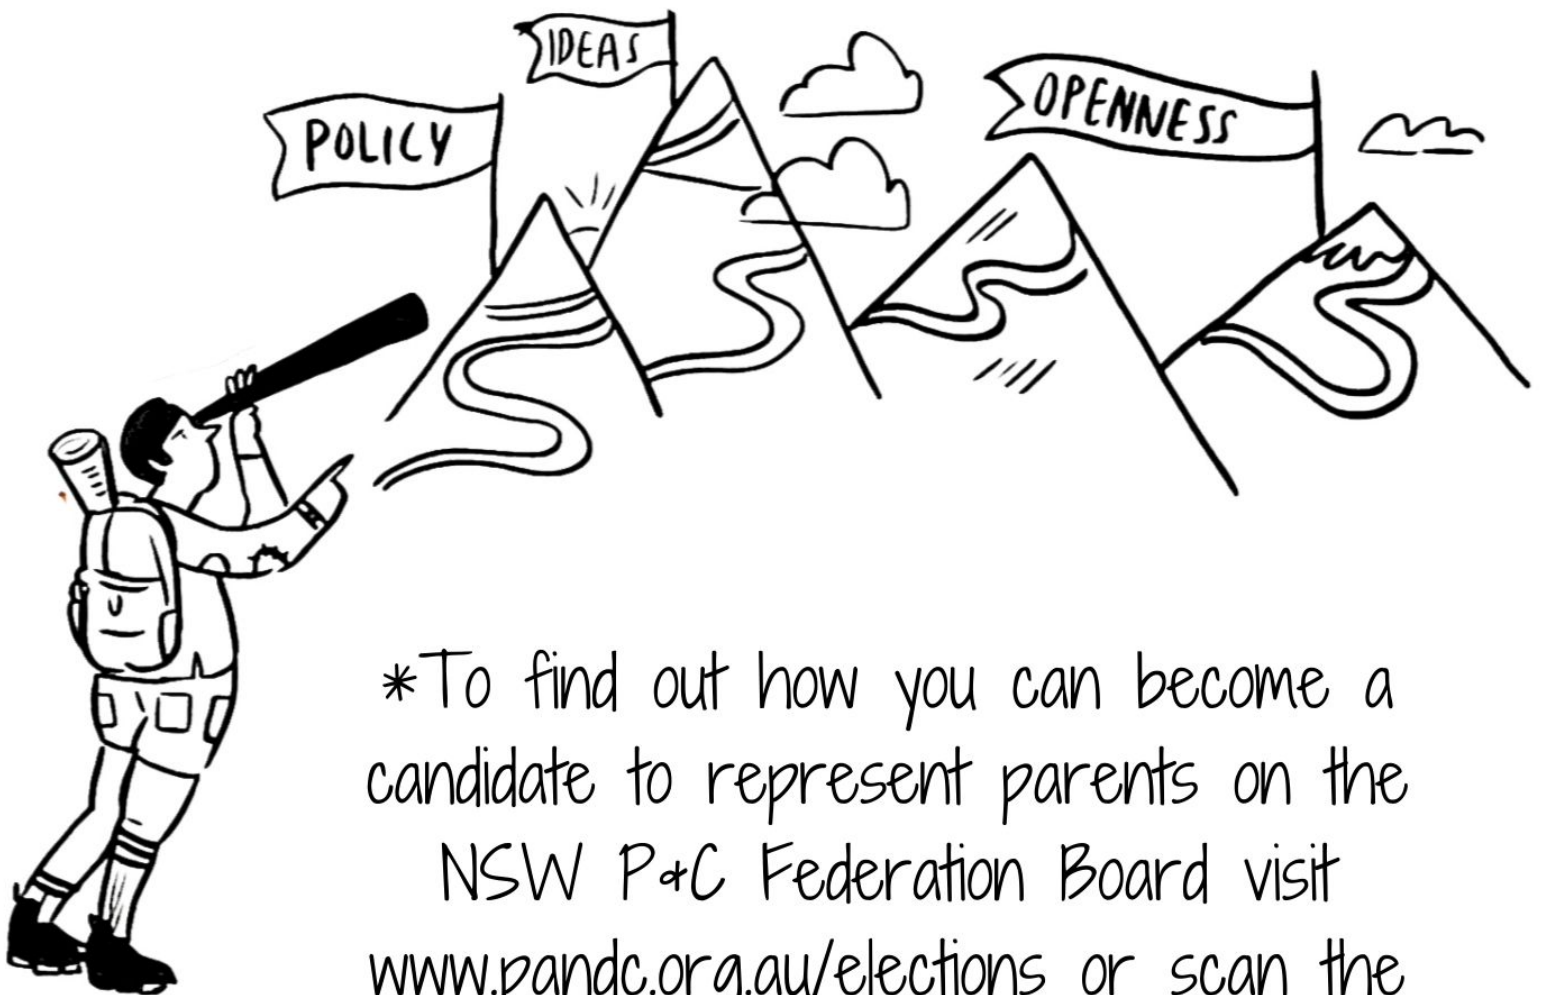 IDEAS
POLICY
OPENNESS
*To find out how you can become a
candidate to represent parents on the
NSW P&C Federation Board visit
www.pandc.org.au/elections or scan the